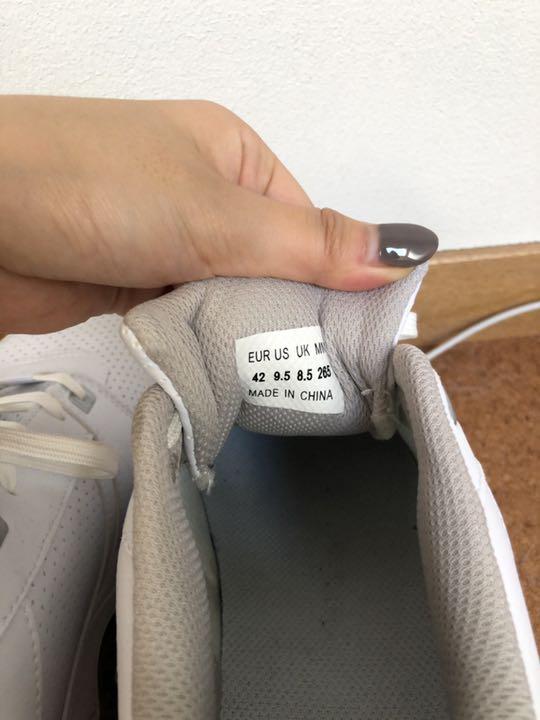 EUR US UK MM
42 9.5 8.5 265
MADE IN CHINA